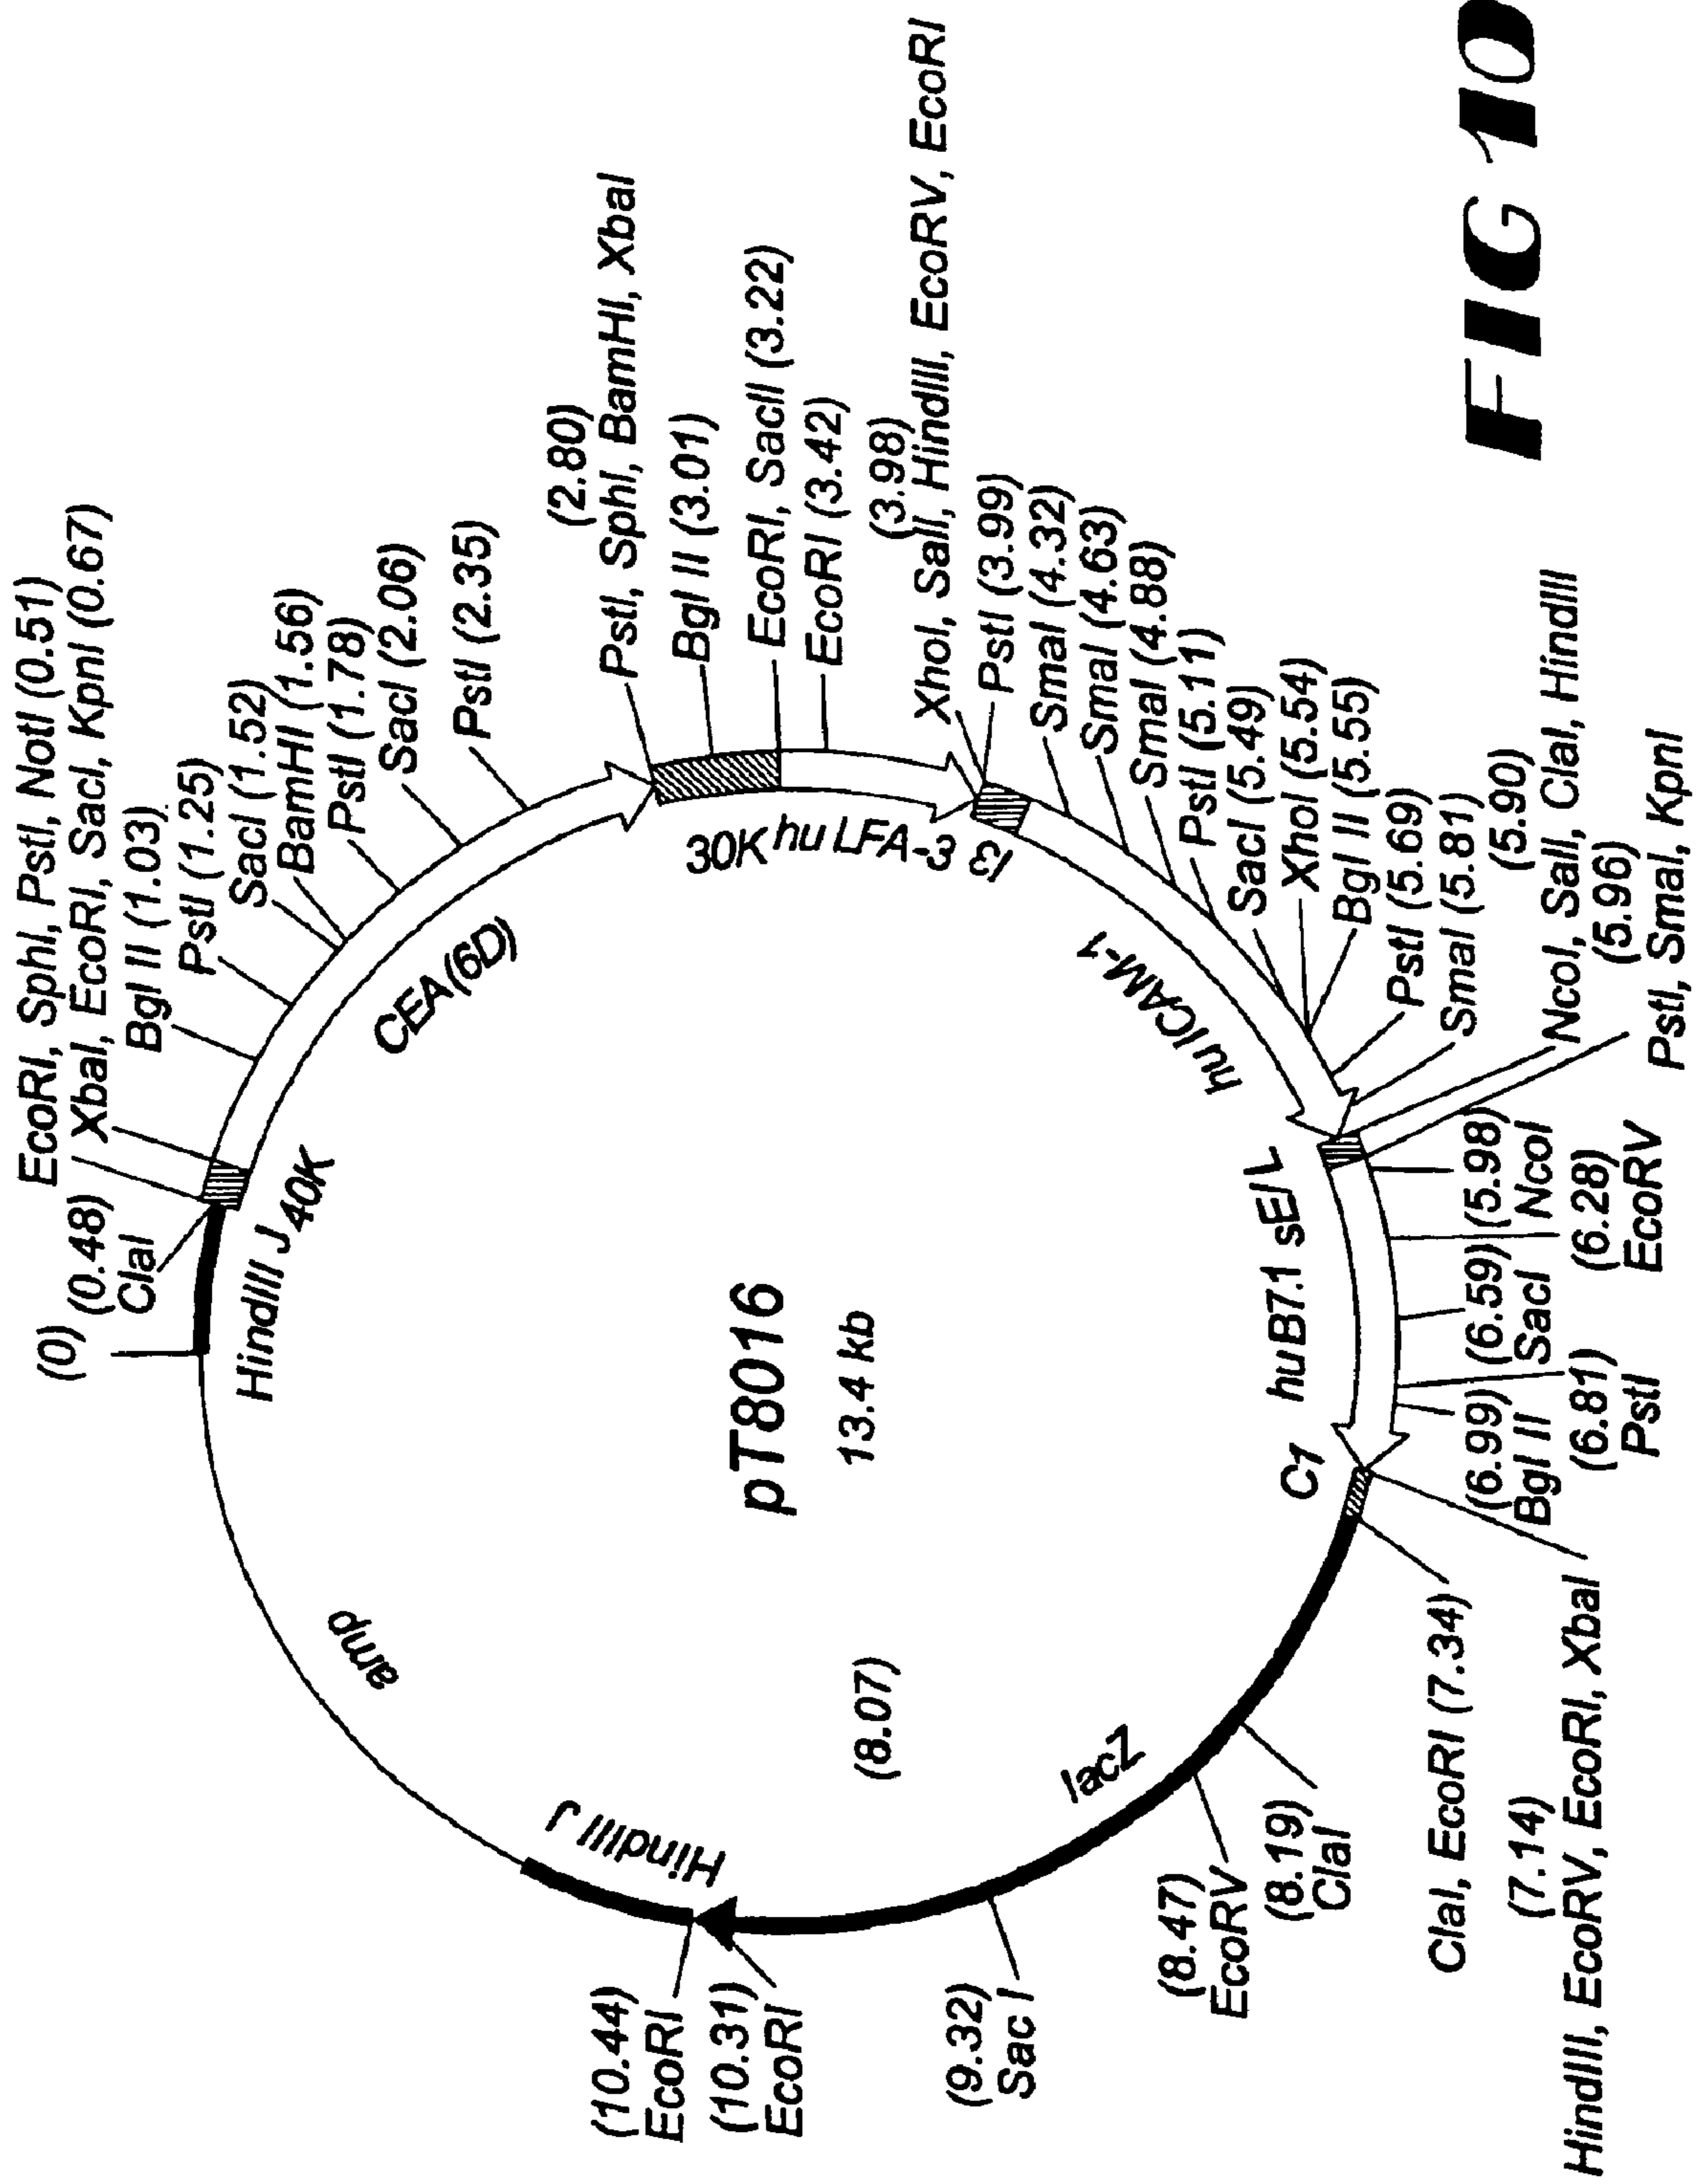 (0)
(0.48)
ClaI
EcoRI, SphI, PstI, NotI (0.51)
XbaI, EcoRI, SacI, KpnI (0.67)
Bgl II (1.03)
PstI (1.25)
SacI (1.52)
BamHI (1.56)
PstI (1.78)
SacI (2.06)
PstI (2.35)
(2.80)
PstI, SphI, BamHI, XbaI
Bgl II (3.01)
EcoRI, SacII (3.22)
EcoRI (3.42)
(3.98)
XhoI, SalI, HindIII, EcoRV, EcoRI
PstI (3.99)
SmaI (4.32)
SmaI (4.63)
SmaI (4.88)
PstI (5.11)
SacI (5.49)
XhoI (5.54)
Bgl II (5.55)
PstI (5.69)
SmaI (5.81)
(5.90)
NcoI, SalI, ClaI, HindIII
(5.96)
PstI, SmaI, KpnI
(5.98)
NcoI
(6.28)
EcoRV
(6.59)
SacI
(6.81)
PstI
(6.99)
Bgl II
(7.14)
HindIII, EcoRV, EcoRI, XbaI
ClaI, EcoRI (7.34)
(8.19)
ClaI
(8.47)
EcoRV
(9.32)
Sac I
(10.31)
EcoRI
(10.44)
EcoRI
HindIII J
40K
CEA(6D)
30K
hu LFA-3
I3
huICAM-1
sE/L
huB7.1
C1
lacZ
(8.07)
HindIII J
amp
pT8016
13.4 kb
FIG 10